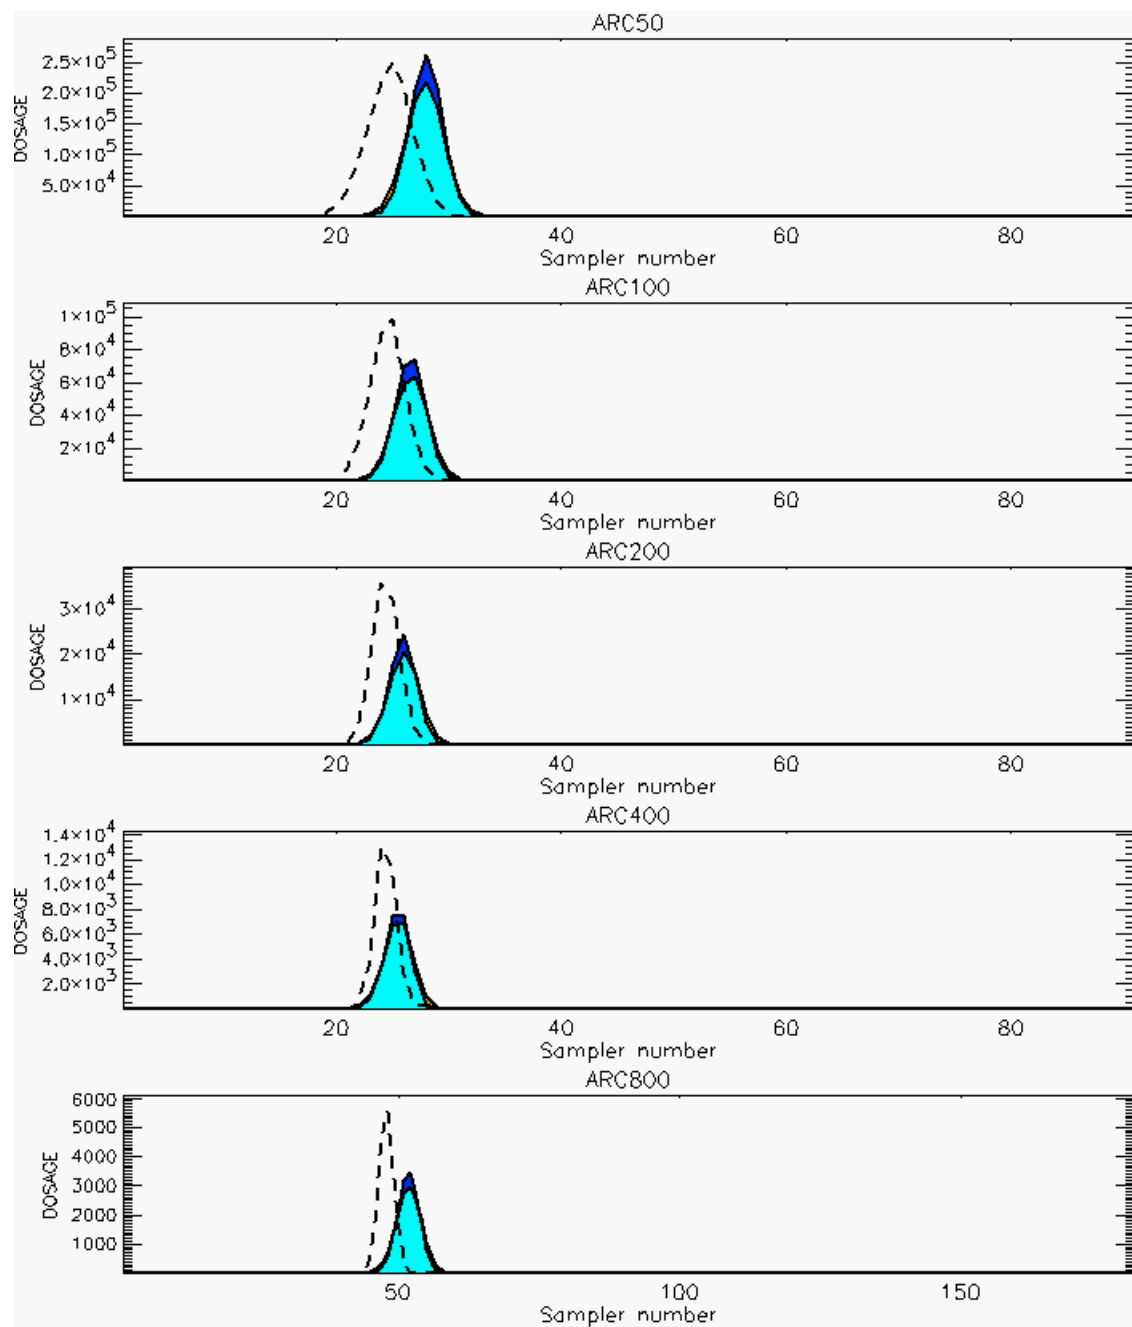 ARC50
2.5×10⁵
2.0×10⁵
1.5×10⁵
1.0×10⁵
5.0×10⁴
DOSAGE
20 40 60 80
Sampler number
ARC100
1×10⁵
8×10⁴
6×10⁴
4×10⁴
2×10⁴
DOSAGE
20 40 60 80
Sampler number
ARC200
3×10⁴
2×10⁴
1×10⁴
DOSAGE
20 40 60 80
Sampler number
ARC400
1.4×10⁴
1.2×10⁴
1.0×10⁴
8.0×10³
6.0×10³
4.0×10³
2.0×10³
DOSAGE
20 40 60 80
Sampler number
ARC800
6000
5000
4000
3000
2000
1000
DOSAGE
50 100 150
Sampler number